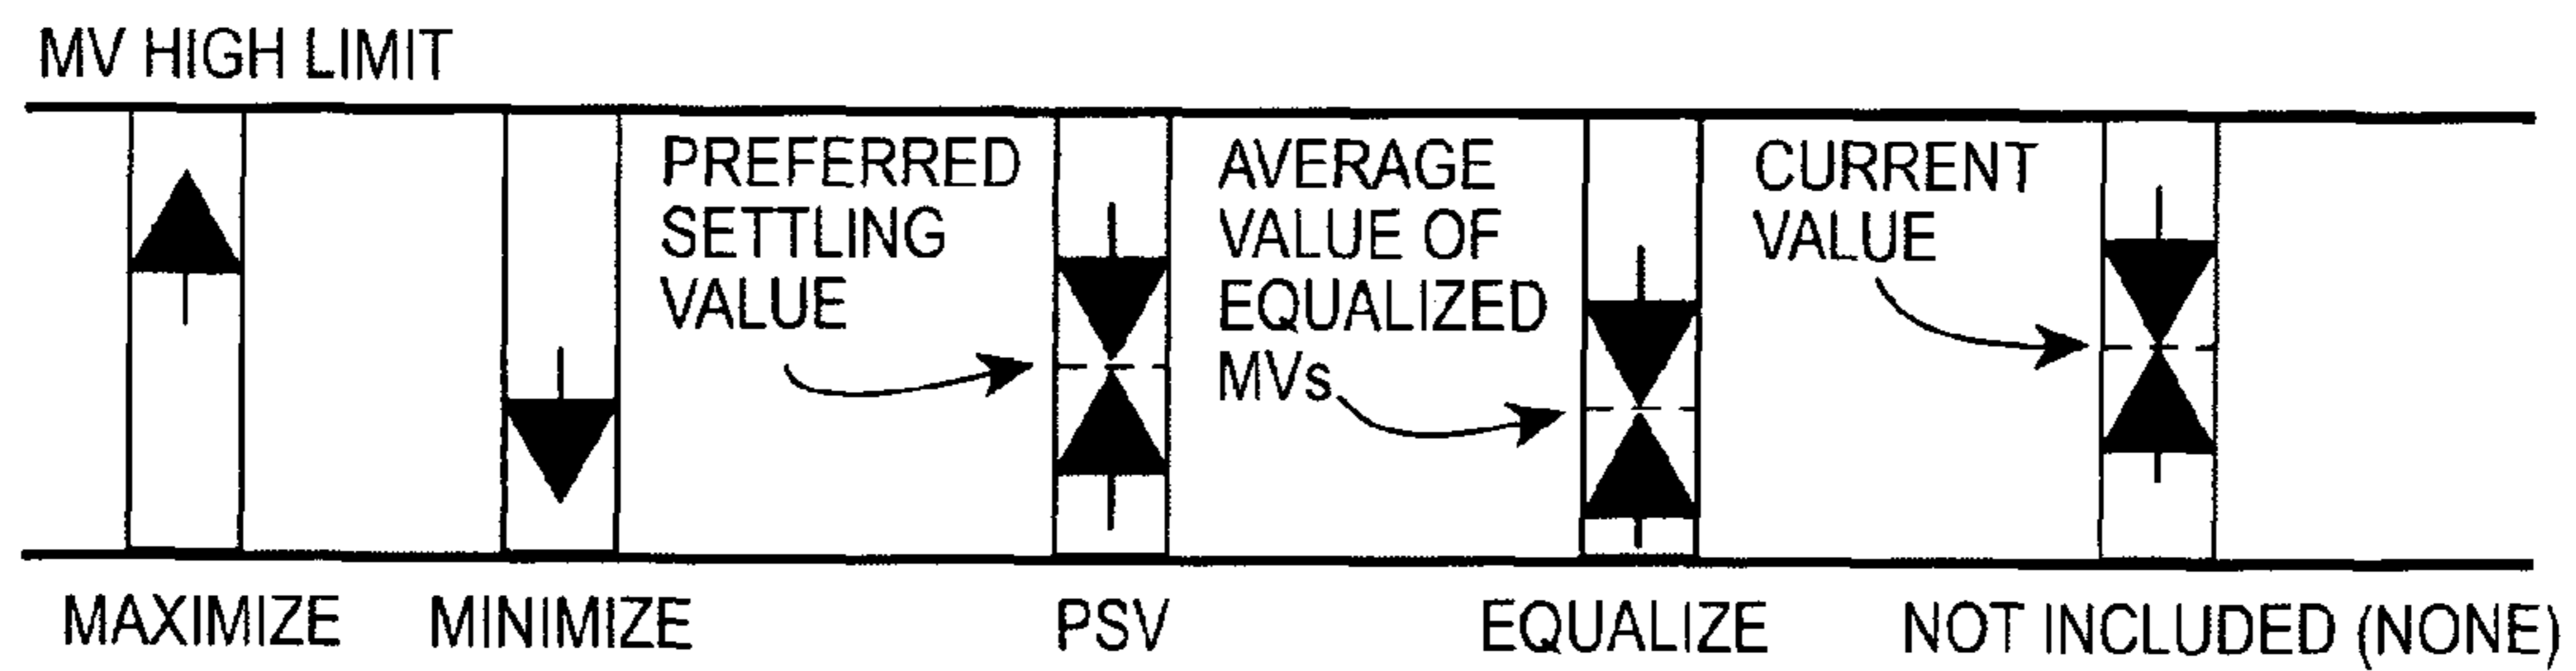 MV HIGH LIMIT
PREFERRED
SETTLING
VALUE
AVERAGE
VALUE OF
EQUALIZED
MVs
CURRENT
VALUE
MAXIMIZE
MINIMIZE
PSV
EQUALIZE
NOT INCLUDED (NONE)